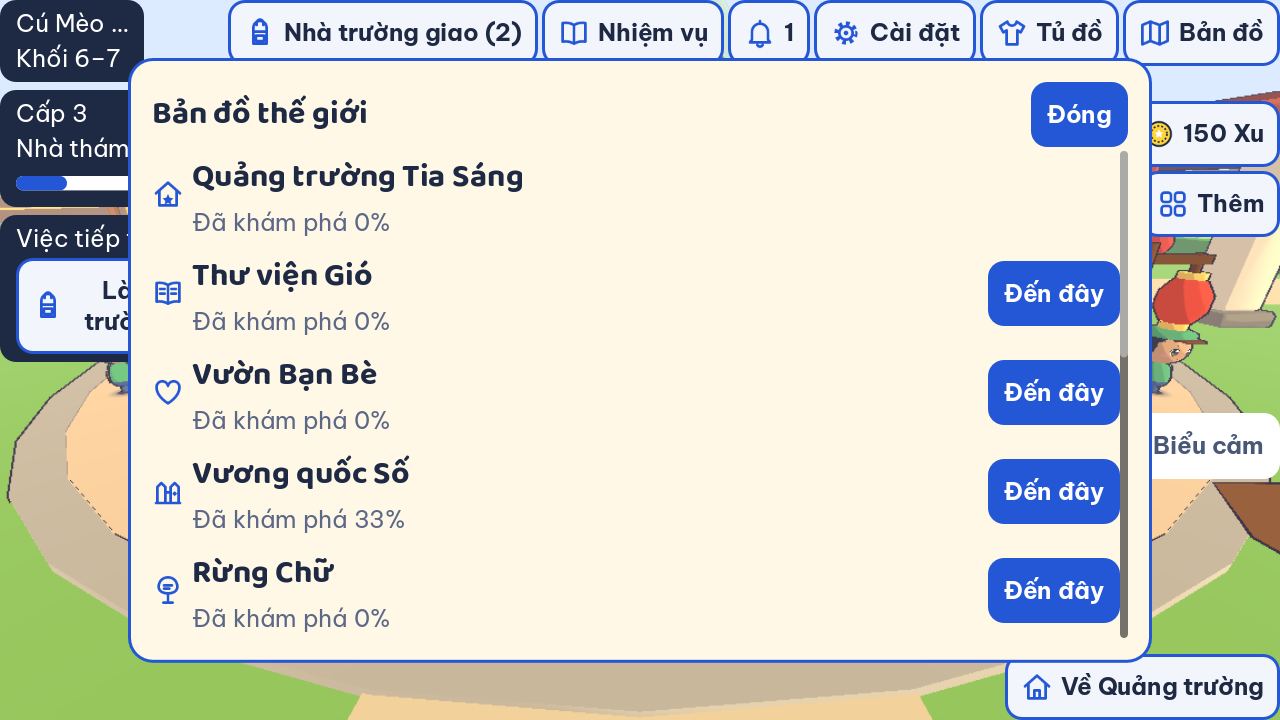 Cú Mèo ...
Khối 6–7
Nhà trường giao (2)
Nhiệm vụ
1
Cài đặt
Tủ đồ
Bản đồ
Cấp 3
Nhà thám
150 Xu
Thêm
Việc tiếp
Bản đồ thế giới
Đóng
Quảng trường Tia Sáng
Đã khám phá 0%
Thư viện Gió
Đã khám phá 0%
Đến đây
Vườn Bạn Bè
Đã khám phá 0%
Đến đây
Vương quốc Số
Đã khám phá 33%
Đến đây
Rừng Chữ
Đã khám phá 0%
Đến đây
Biểu cảm
Về Quảng trường